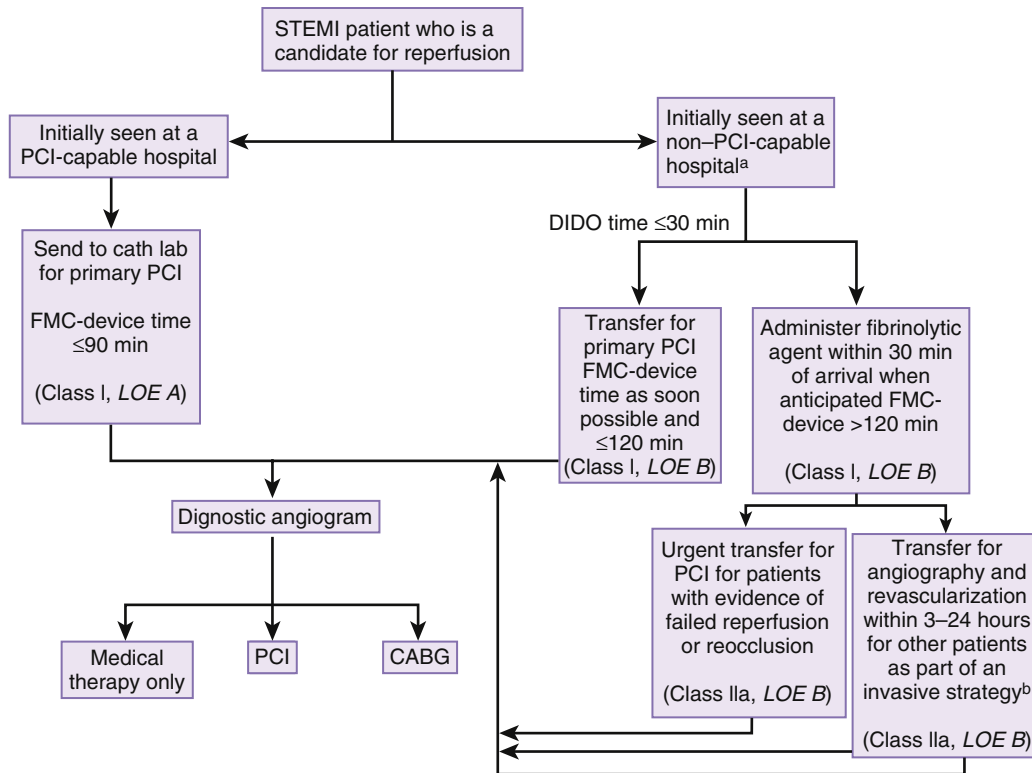 STEMI patient who is a
candidate for reperfusion
Initially seen at a
PCI-capable hospital
Initially seen at a
non–PCI-capable
hospitalᵃ
DIDO time ≤30 min
Send to cath lab
for primary PCI
FMC-device time
≤90 min
(Class I, LOE A)
Transfer for
primary PCI
FMC-device
time as soon
possible and
≤120 min
(Class I, LOE B)
Administer fibrinolytic
agent within 30 min
of arrival when
anticipated FMC-
device >120 min
(Class I, LOE B)
Dignostic angiogram
Medical
therapy only
PCI
CABG
Urgent transfer for
PCI for patients
with evidence of
failed reperfusion
or reocclusion
(Class IIa, LOE B)
Transfer for
angiography and
revascularization
within 3–24 hours
for other patients
as part of an
invasive strategyᵇ
(Class IIa, LOE B)